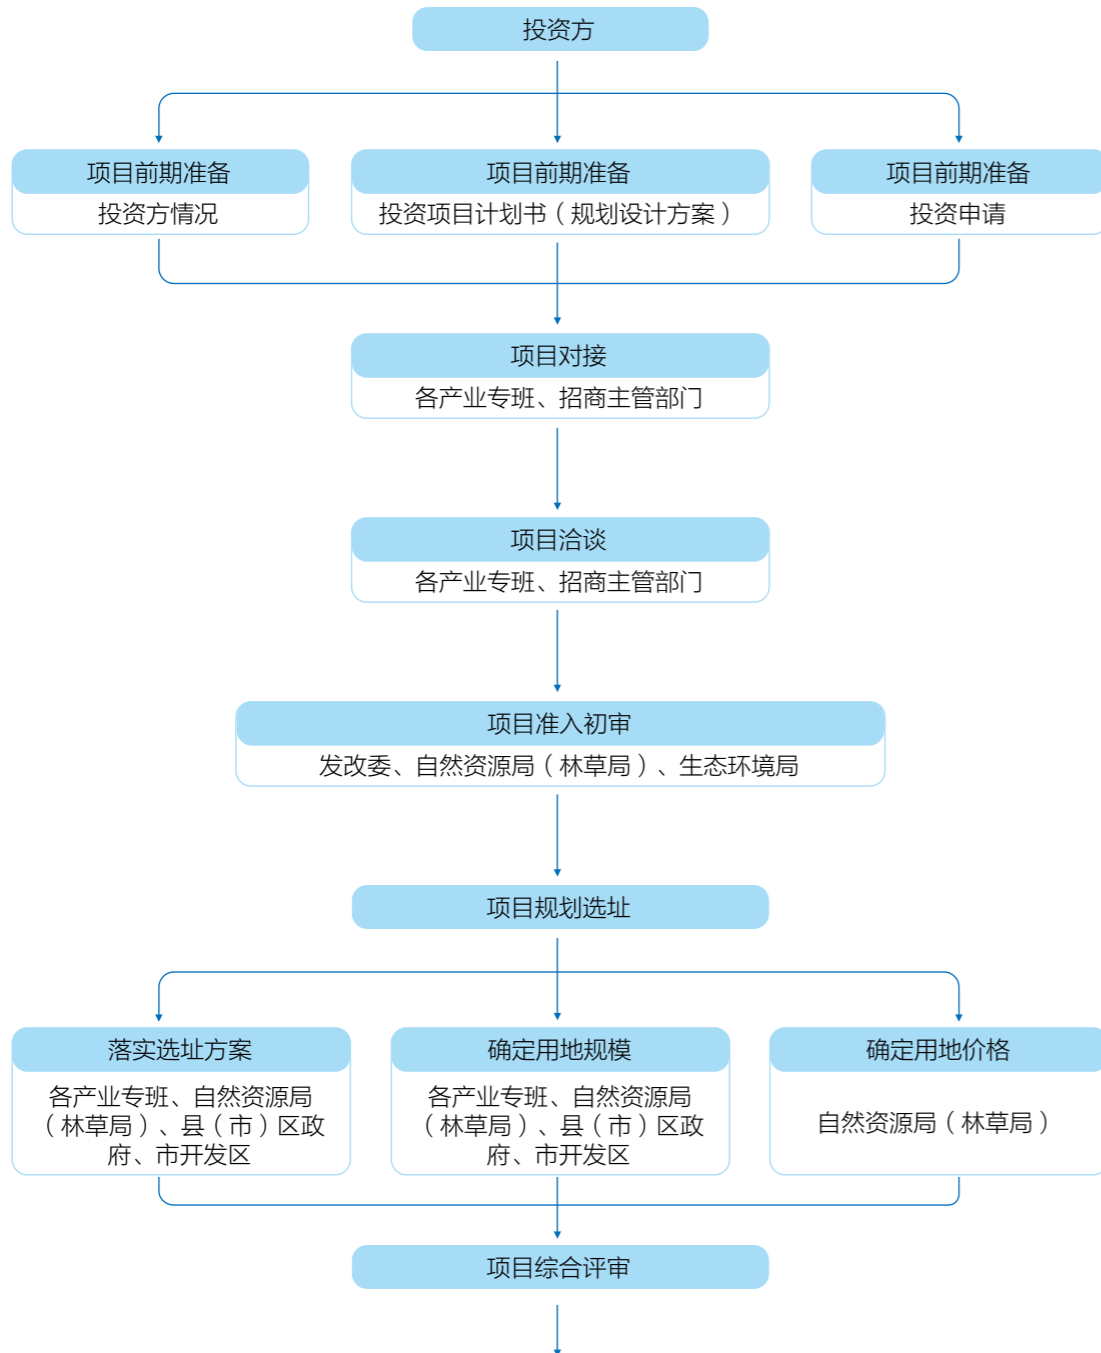 投资方
项目前期准备
投资方情况
项目前期准备
投资项目计划书（规划设计方案）
项目前期准备
投资申请
项目对接
各产业专班、招商主管部门
项目洽谈
各产业专班、招商主管部门
项目准入初审
发改委、自然资源局（林草局）、生态环境局
项目规划选址
落实选址方案
各产业专班、自然资源局
（林草局）、县（市）区政
府、市开发区
确定用地规模
各产业专班、自然资源局
（林草局）、县（市）区政
府、市开发区
确定用地价格
自然资源局（林草局）
项目综合评审